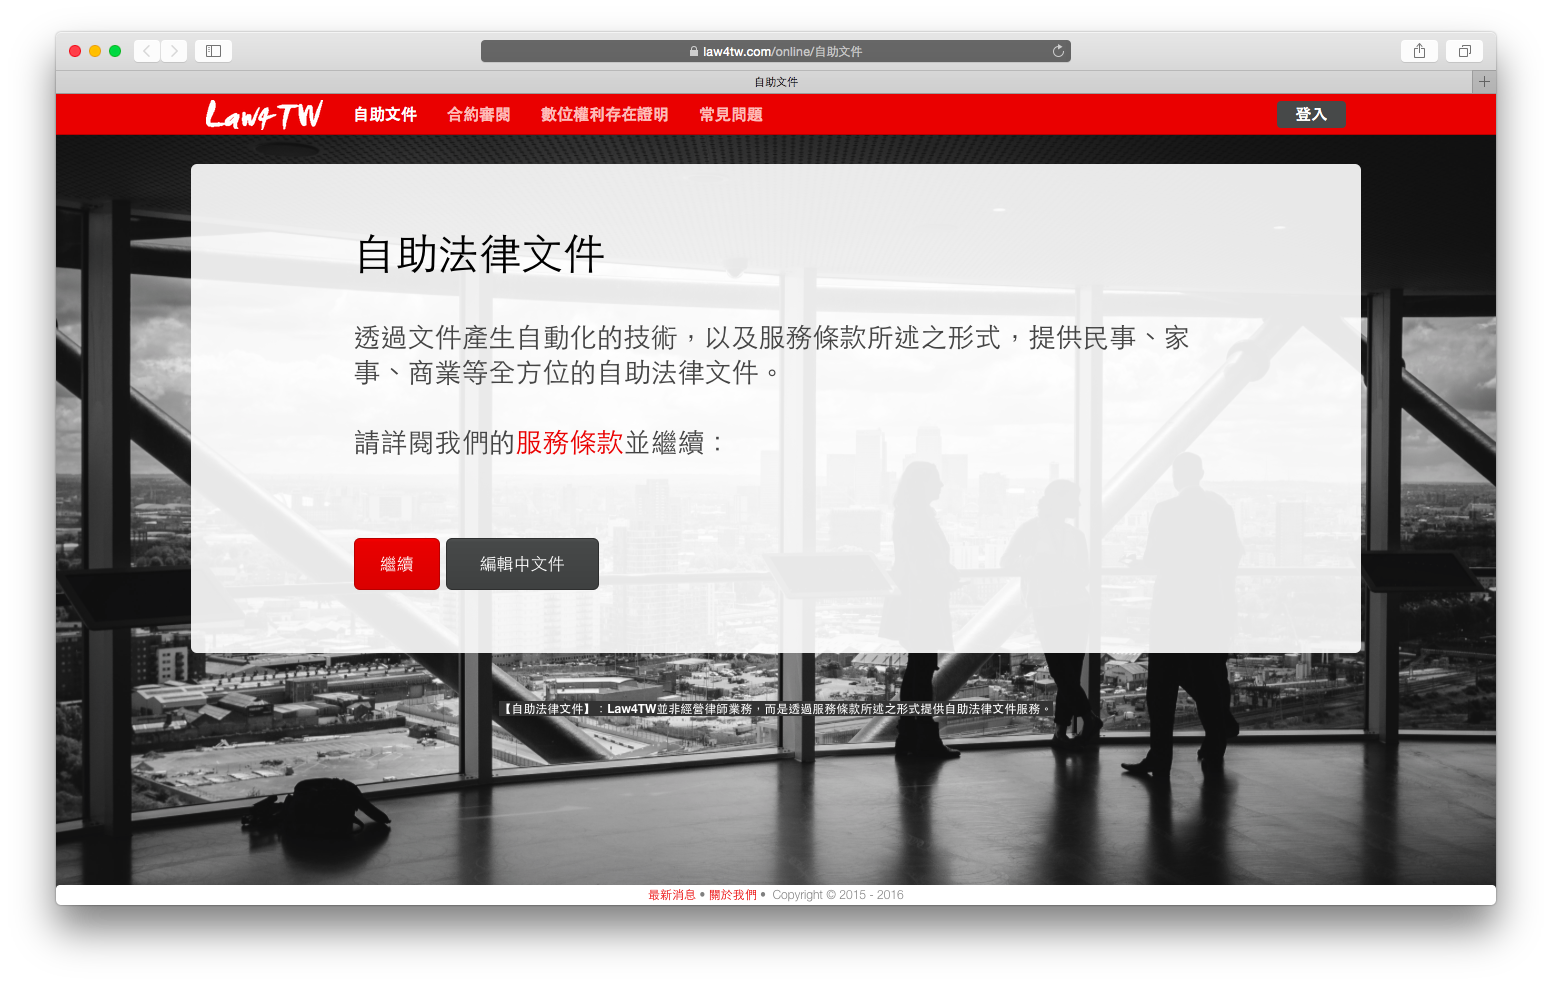 law4tw.com/online/自助文件
自助文件
Law4TW 自助文件 合約審閱 數位權利存在證明 常見問題 登入
自助法律文件
透過文件產生自動化的技術，以及服務條款所述之形式，提供民事、家
事、商業等全方位的自助法律文件。
請詳閱我們的服務條款並繼續：
繼續 編輯中文件
【自助法律文件】：Law4TW並非經營律師業務，而是透過服務條款所述之形式提供自助法律文件服務。
最新消息 • 關於我們 • Copyright © 2015 - 2016